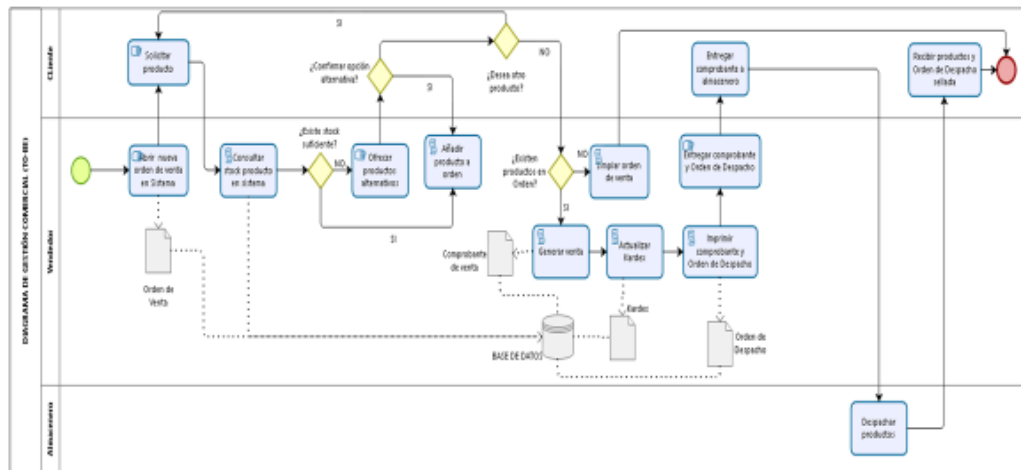 DIAGRAMA DE GESTIÓN COMERCIAL (TO-BE)
Cliente
Vendedor
Almacenero
SI
Solicitar
producto
¿Confirmar opción
alternativa?
SI
¿Desea otro
producto?
NO
Entregar
comprobante a
almacenero
Recibir productos y
Orden de Despacho
sellada
Abrir nueva
orden de venta
en Sistema
Consultar
stock producto
en sistema
¿Existe stock
suficiente?
NO
SI
Ofrecer
productos
alternativos
Añadir
producto a
orden
¿Existen
productos en
Orden?
NO
SI
Limpiar orden
de venta
Entregar comprobante
y Orden de Despacho
Generar venta
Actualizar
Kardex
Imprimir
comprobante y
Orden de Despacho
Orden de
Venta
Comprobante
de venta
BASE DE DATOS
Kardex
Orden de
Despacho
Despachar
productos